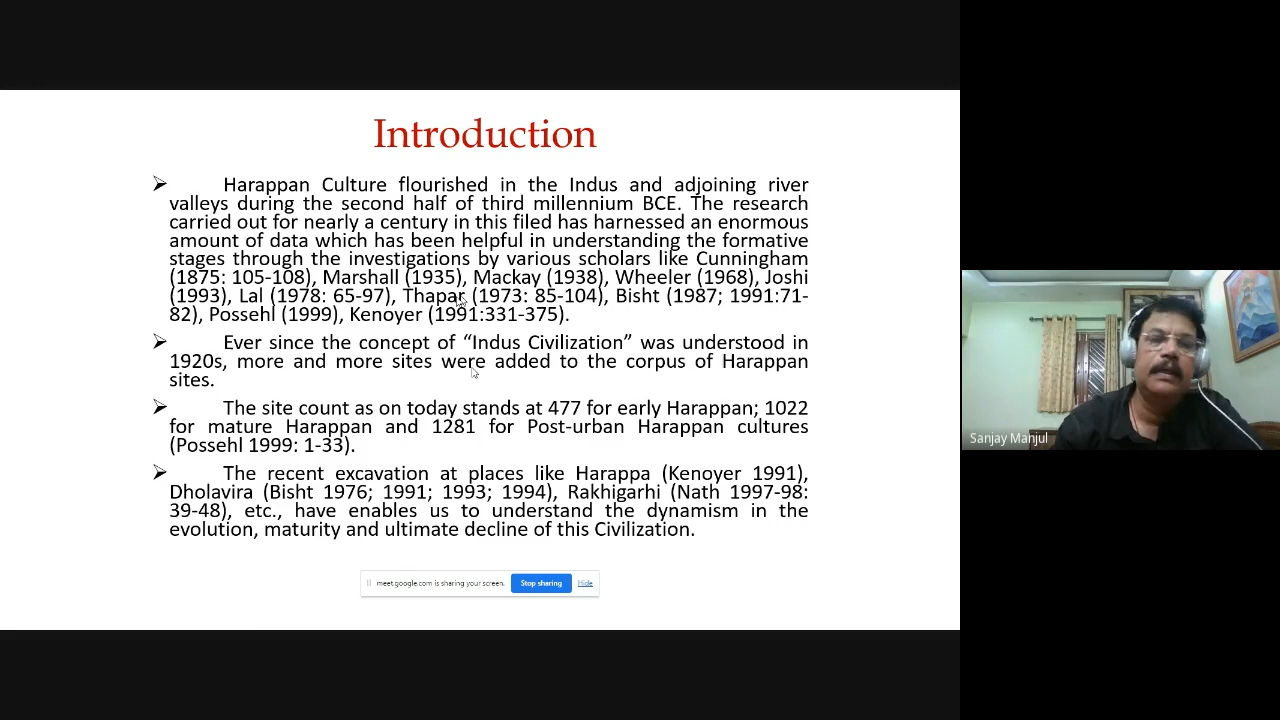 Introduction
➢ Harappan Culture flourished in the Indus and adjoining river
valleys during the second half of third millennium BCE. The research
carried out for nearly a century in this filed has harnessed an enormous
amount of data which has been helpful in understanding the formative
stages through the investigations by various scholars like Cunningham
(1875: 105-108), Marshall (1935), Mackay (1938), Wheeler (1968), Joshi
(1993), Lal (1978: 65-97), Thapar (1973: 85-104), Bisht (1987; 1991:71-
82), Possehl (1999), Kenoyer (1991:331-375).
➢ Ever since the concept of “Indus Civilization” was understood in
1920s, more and more sites were added to the corpus of Harappan
sites.
➢ The site count as on today stands at 477 for early Harappan; 1022
for mature Harappan and 1281 for Post-urban Harappan cultures
(Possehl 1999: 1-33).
➢ The recent excavation at places like Harappa (Kenoyer 1991),
Dholavira (Bisht 1976; 1991; 1993; 1994), Rakhigarhi (Nath 1997-98:
39-48), etc., have enables us to understand the dynamism in the
evolution, maturity and ultimate decline of this Civilization.
meet.google.com is sharing your screen. Stop sharing Hide
Sanjay Manjul